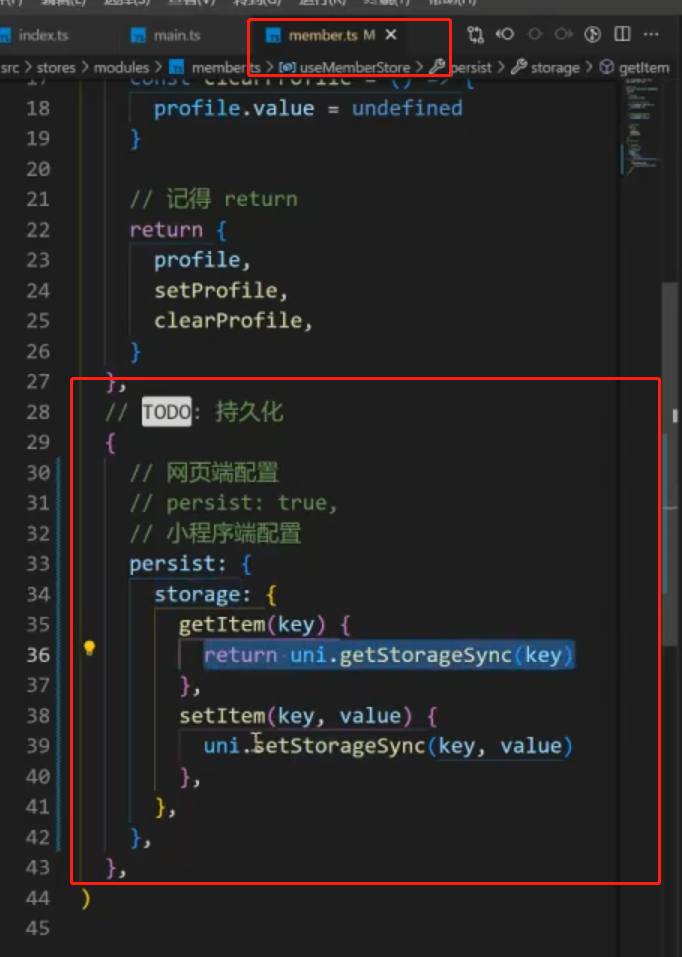 index.ts main.ts member.ts M ×
src > stores > modules > member.ts > useMemberStore > persist > storage > getItem
17 const clearProfile = () => {
18 profile.value = undefined
19 }
20
21 // 记得 return
22 return {
23 profile,
24 setProfile,
25 clearProfile,
26 }
27 },
28 // TODO: 持久化
29 {
30 // 网页端配置
31 // persist: true,
32 // 小程序端配置
33 persist: {
34 storage: {
35 getItem(key) {
36 return uni.getStorageSync(key)
37 },
38 setItem(key, value) {
39 uni.setStorageSync(key, value)
40 },
41 },
42 },
43 },
44 )
45